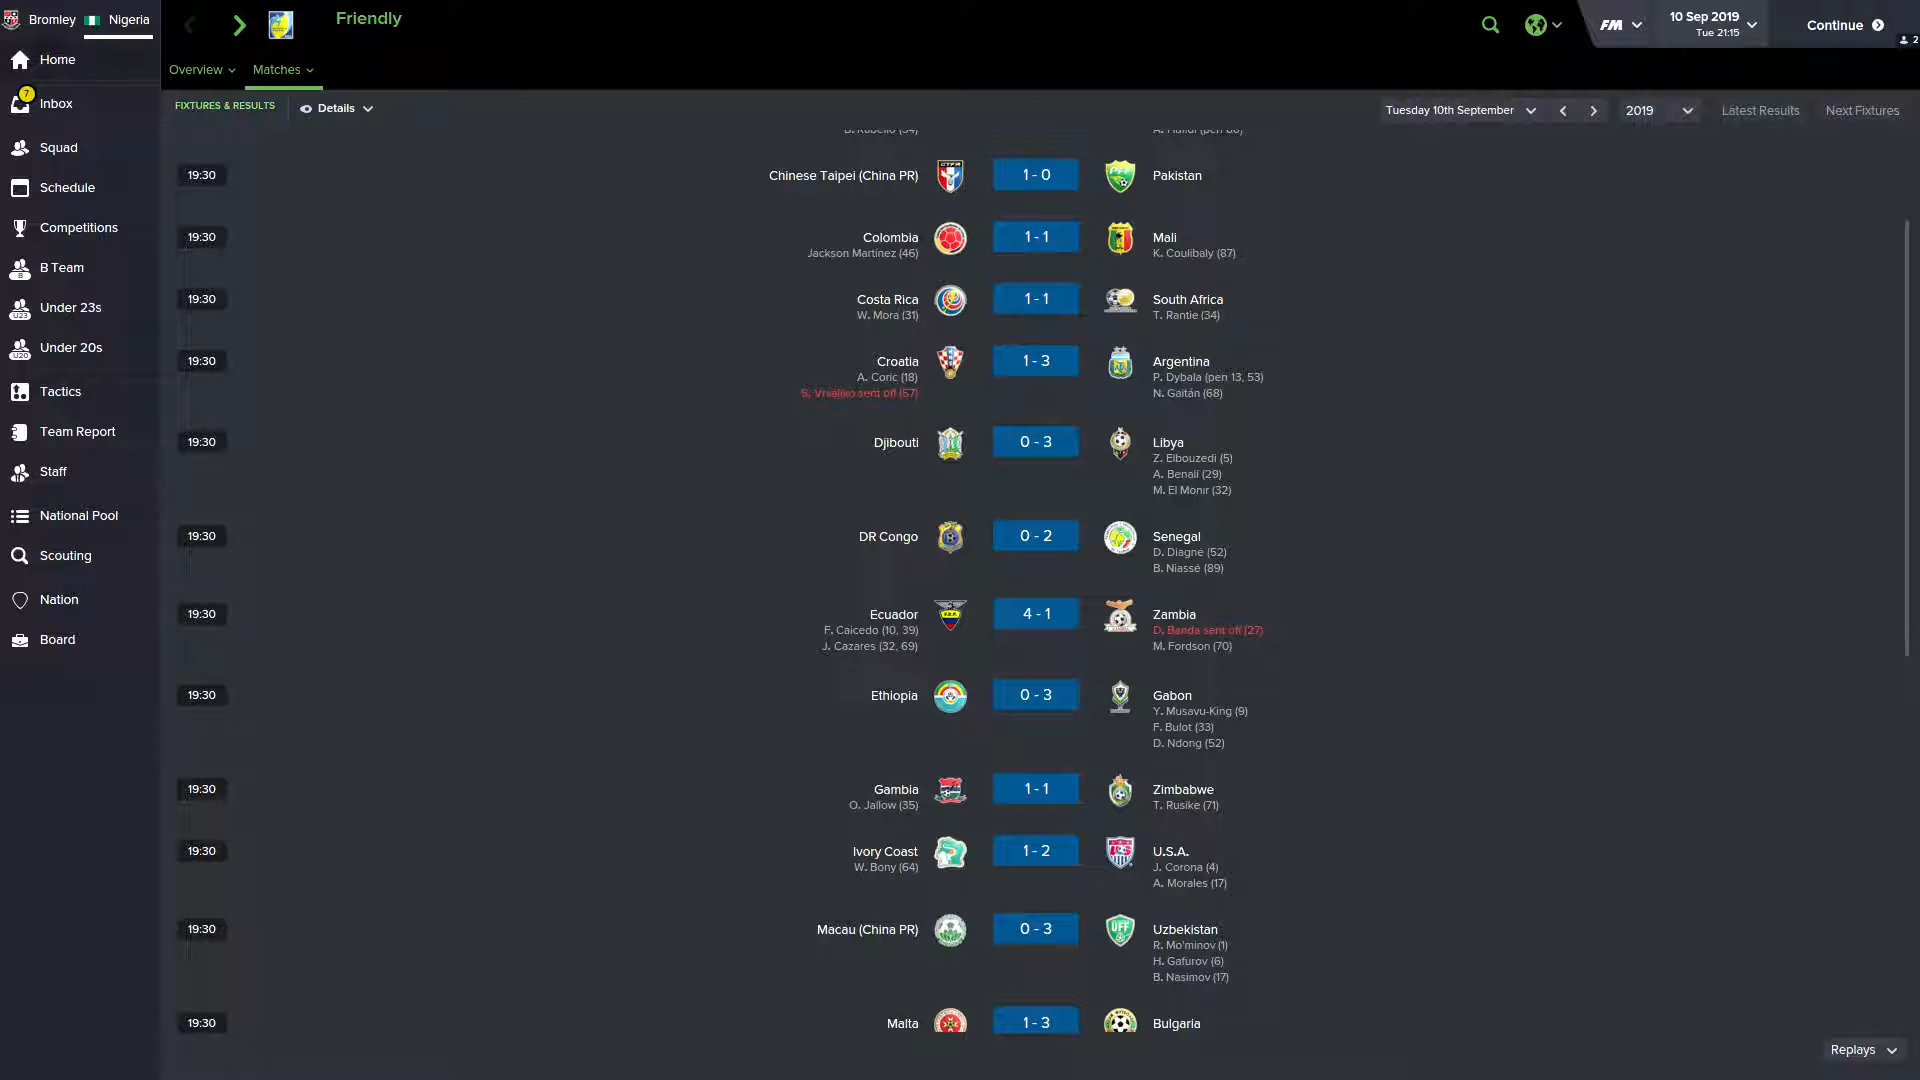 Bromley
Nigeria
Friendly
FM
10 Sep 2019
Tue 21:15
Continue
2
Home
7
Inbox
Squad
Schedule
Competitions
B Team
Under 23s
Under 20s
Tactics
Team Report
Staff
National Pool
Scouting
Nation
Board
Overview
Matches
FIXTURES & RESULTS
Details
Tuesday 10th September
2019
Latest Results
Next Fixtures
19:30 Chinese Taipei (China PR) 1 - 0 Pakistan
19:30 Colombia 1 - 1 Mali
Jackson Martínez (46) K. Coulibaly (87)
19:30 Costa Rica 1 - 1 South Africa
W. Mora (31) T. Rantie (34)
19:30 Croatia 1 - 3 Argentina
A. Coric (18) P. Dybala (pen 13, 53)
S. Vrsaljko sent off (57) N. Gaitán (68)
19:30 Djibouti 0 - 3 Libya
Z. Elbouzedi (5)
A. Benali (29)
M. El Monir (32)
19:30 DR Congo 0 - 2 Senegal
D. Diagné (52)
B. Niassé (89)
19:30 Ecuador 4 - 1 Zambia
F. Caicedo (10, 39) D. Banda sent off (27)
J. Cazares (32, 69) M. Fordson (70)
19:30 Ethiopia 0 - 3 Gabon
Y. Musavu-King (9)
F. Bulot (33)
D. Ndong (52)
19:30 Gambia 1 - 1 Zimbabwe
O. Jallow (35) T. Rusike (71)
19:30 Ivory Coast 1 - 2 U.S.A.
W. Bony (64) J. Corona (4)
A. Morales (17)
19:30 Macau (China PR) 0 - 3 Uzbekistan
R. Mo'minov (1)
H. Gafurov (6)
B. Nasimov (17)
19:30 Malta 1 - 3 Bulgaria
Replays